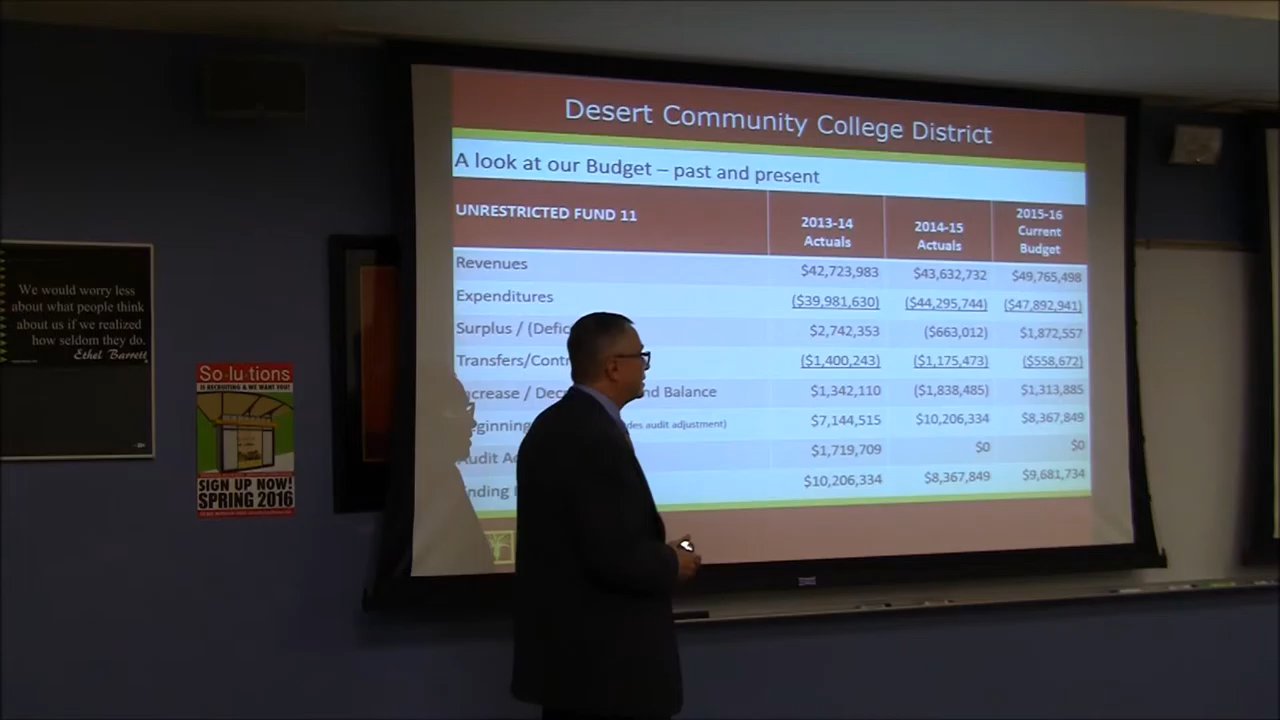 Desert Community College District
A look at our Budget – past and present
UNRESTRICTED FUND 11
2013-14
Actuals
2014-15
Actuals
2015-16
Current
Budget
Revenues $42,723,983 $43,632,732 $49,765,498
Expenditures ($39,981,630) ($44,295,744) ($47,892,941)
Surplus / (Defic $2,742,353 ($663,012) $1,872,557
Transfers/Contr ($1,400,243) ($1,175,473) ($558,672)
ncrease / Dec nd Balance $1,342,110 ($1,838,485) $1,313,885
eginning des audit adjustment) $7,144,515 $10,206,334 $8,367,849
udit A $1,719,709 $0 $0
nding $10,206,334 $8,367,849 $9,681,734
We would worry less
about what people think
about us if we realized
how seldom they do.
Ethel Barrett
So·lu·tions
IS RECRUITING & WE WANT YOU!
SIGN UP NOW!
SPRING 2016